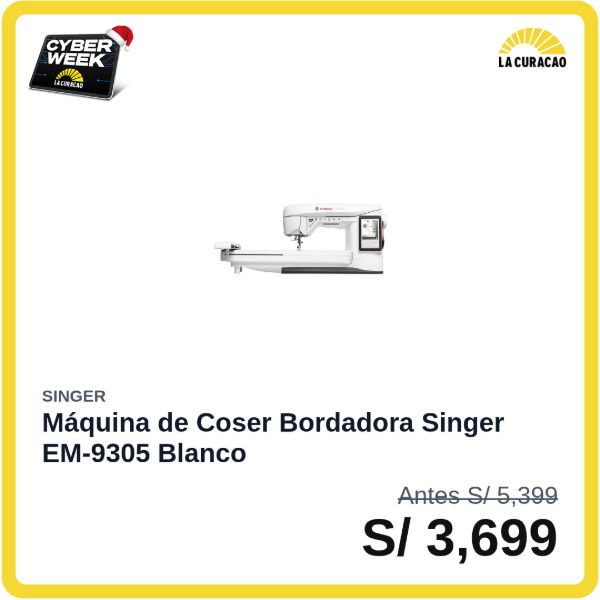 CYBER
WEEK
LA CURACAO
LA CURACAO
SINGER
Máquina de Coser Bordadora Singer
EM-9305 Blanco
Antes S/ 5,399
S/ 3,699